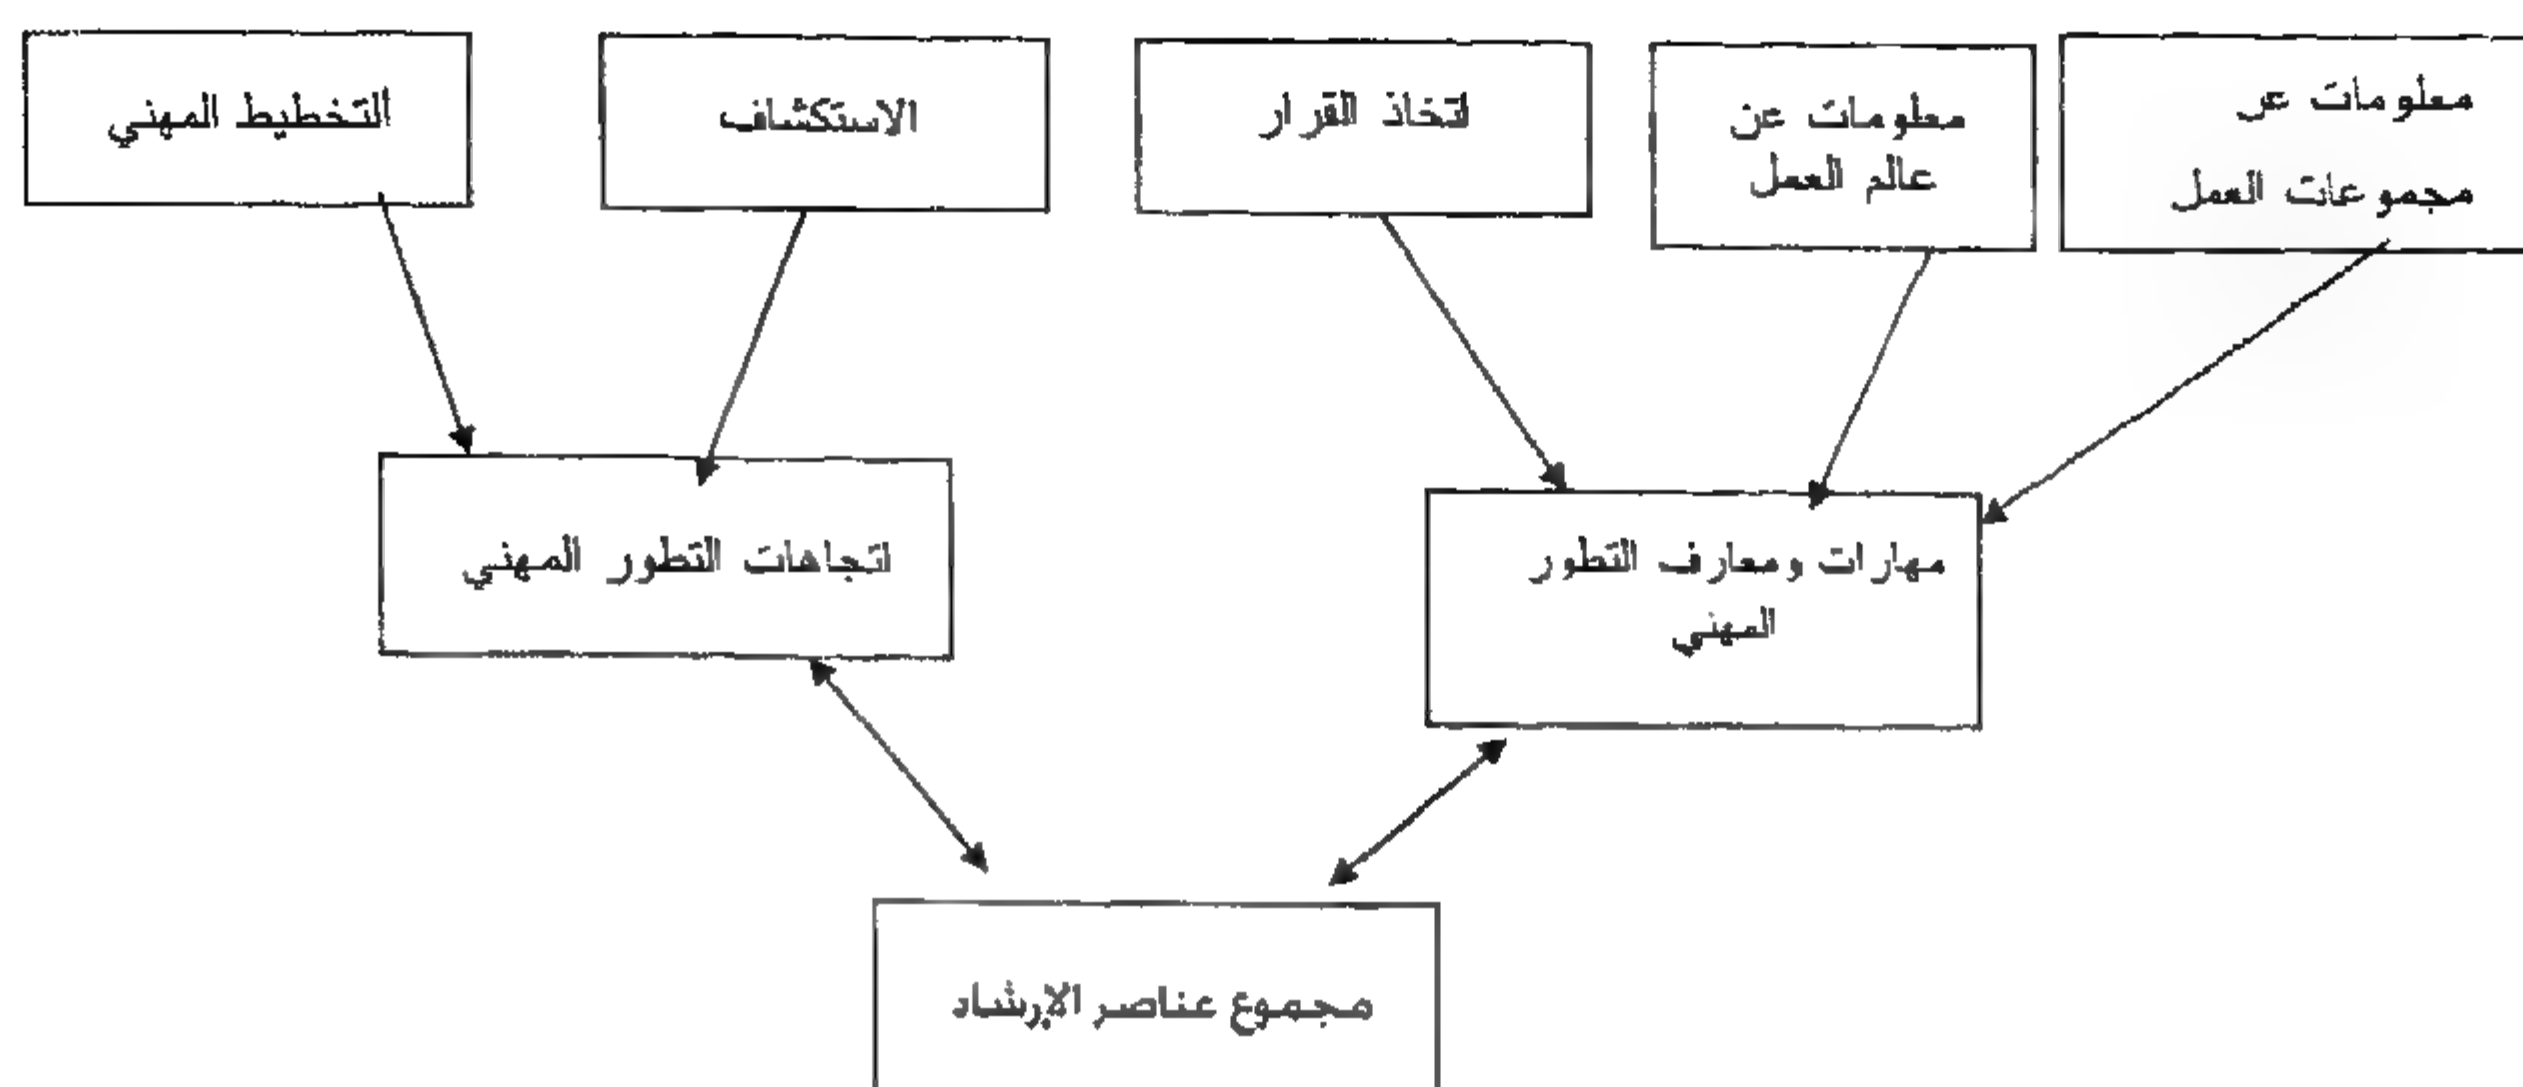 معلومات عن
مجموعات العمل
معلومات عن
عالم العمل
اتخاذ القرار
الاستكشاف
التخطيط المهني
مهارات ومعارف التطور
المهني
اتجاهات التطور المهني
مجموع عناصر الإرشاد